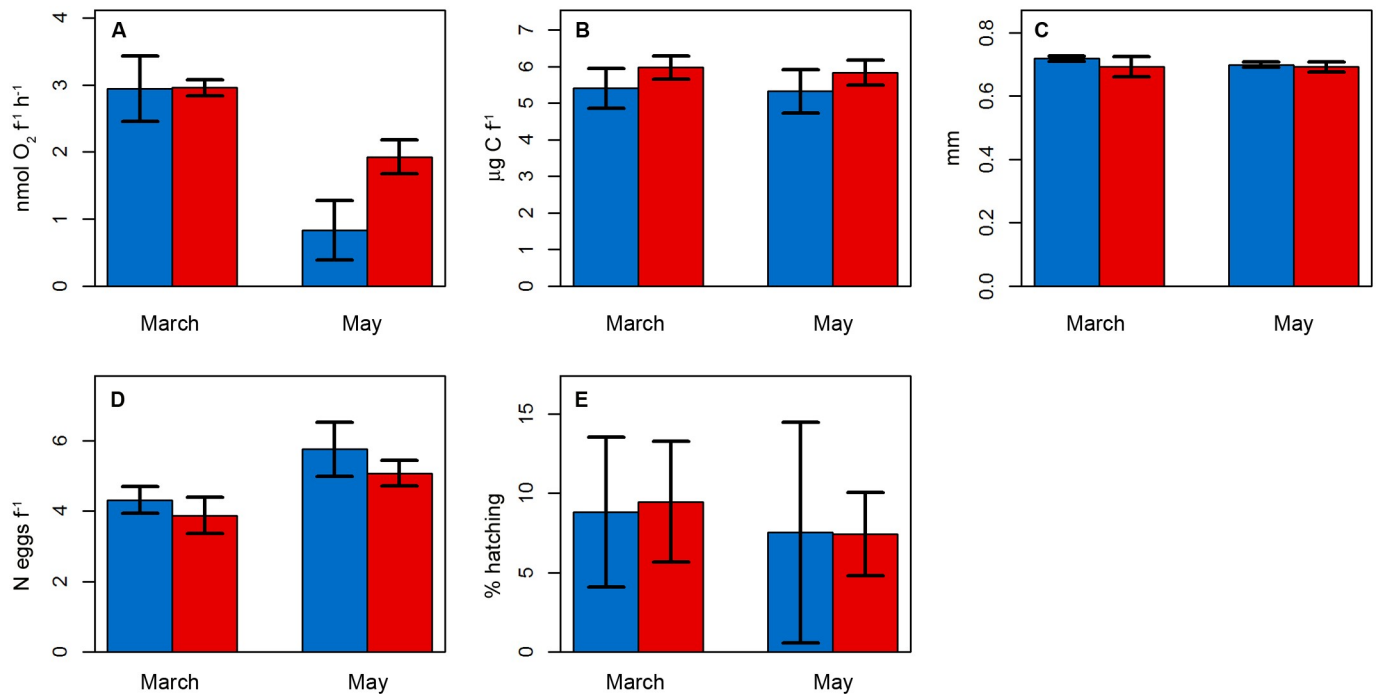 A
nmol O₂ f⁻¹ h⁻¹
0 1 2 3 4
March May
B
µg C f⁻¹
0 1 2 3 4 5 6 7
March May
C
mm
0.0 0.2 0.4 0.6 0.8
March May
D
N eggs f⁻¹
0 2 4 6
March May
E
% hatching
0 5 10 15
March May